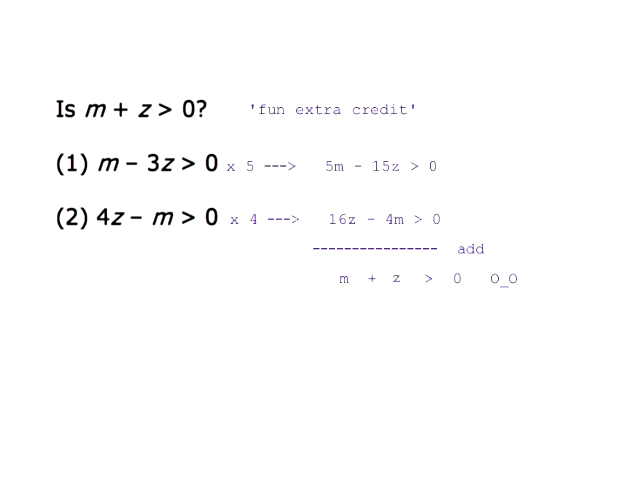 Is m + z > 0? 'fun extra credit'
(1) m – 3z > 0 x 5 ---> 5m - 15z > 0
(2) 4z – m > 0 x 4 ---> 16z - 4m > 0
---------------- add
m + z > 0 O_O